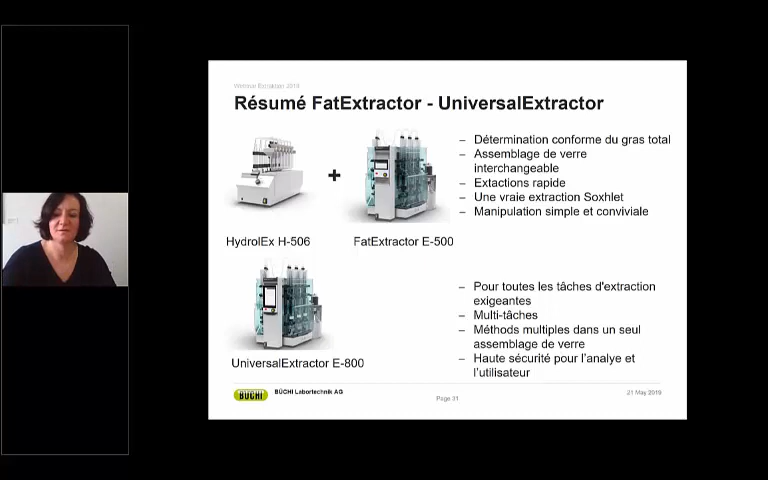 Webinar Extraktion 2019
Résumé FatExtractor - UniversalExtractor
– Détermination conforme du gras total
– Assemblage de verre
interchangeable
– Extactions rapide
– Une vraie extraction Soxhlet
– Manipulation simple et conviviale
+
HydrolEx H-506
FatExtractor E-500
– Pour toutes les tâches d'extraction
exigeantes
– Multi-tâches
– Méthods multiples dans un seul
assemblage de verre
– Haute sécurité pour l'analye et
l'utilisateur
UniversalExtractor E-800
BÜCHI
BÜCHI Labortechnik AG
Page 31
21 May 2019